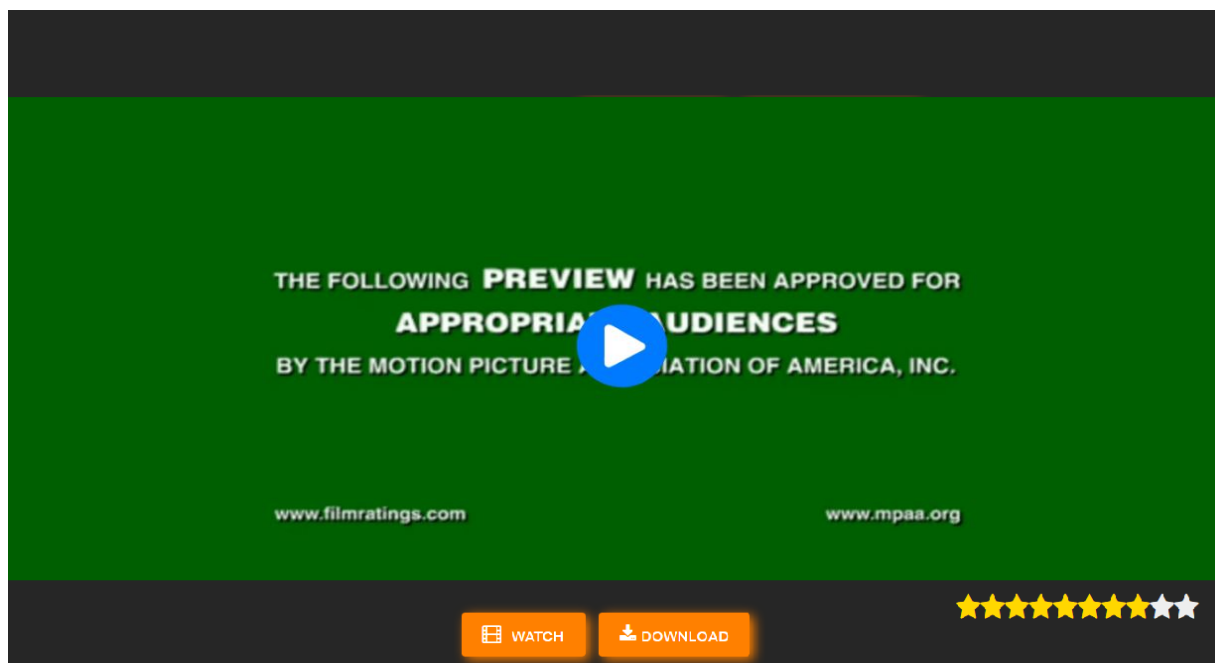 THE FOLLOWING PREVIEW HAS BEEN APPROVED FOR
UDIENCES
BY THE MOTION PICTURE OF AMERICA, INC.
www.filmratings.com www.mpaa.org
WATCH DOWNLOAD